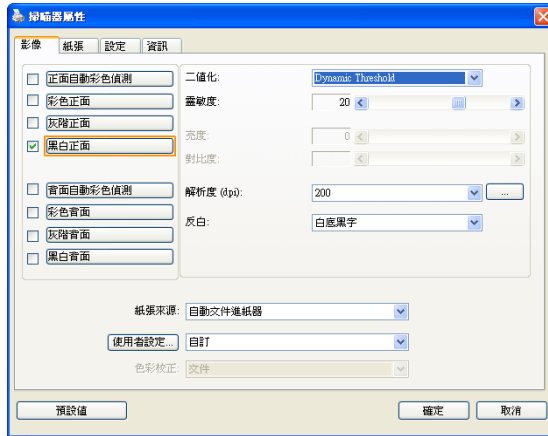 掃瞄器屬性
影像 紙張 設定 資訊
正面自動彩色偵測
彩色正面
灰階正面
黑白正面
背面自動彩色偵測
彩色背面
灰階背面
黑白背面
二值化: Dynamic Threshold
靈敏度: 20
亮度: 0
對比度:
解析度 (dpi): 200 ...
反白: 白底黑字
紙張來源: 自動文件進紙器
使用者設定... 自訂
色彩校正: 文件
預設值 確定 取消